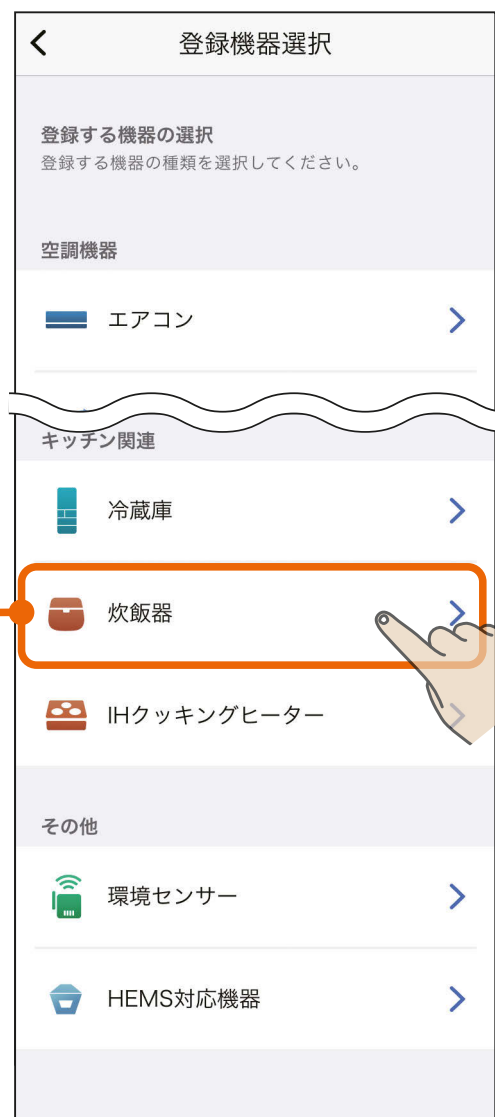 登録機器選択
登録する機器の選択
登録する機器の種類を選択してください。
空調機器
エアコン
キッチン関連
冷蔵庫
炊飯器
IHクッキングヒーター
その他
環境センサー
HEMS対応機器